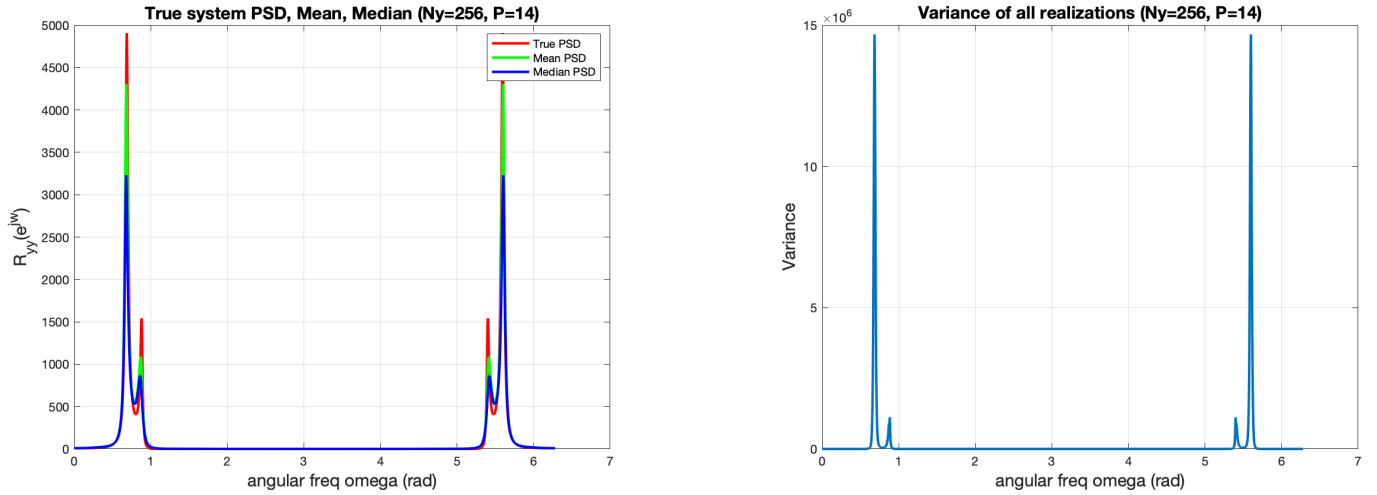 True system PSD, Mean, Median (Ny=256, P=14)
5000
4500
4000
3500
3000
2500
2000
1500
1000
500
0
R_yy(e^jw)
True PSD
Mean PSD
Median PSD
0 1 2 3 4 5 6 7
angular freq omega (rad)
Variance of all realizations (Ny=256, P=14)
×10^6
15
10
5
0
Variance
0 1 2 3 4 5 6 7
angular freq omega (rad)